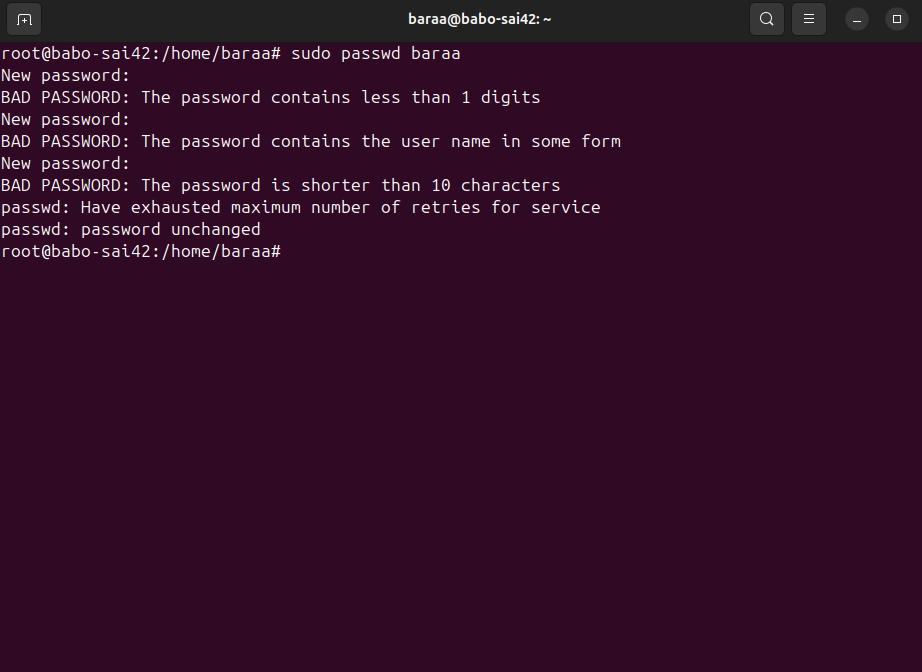 baraa@babo-sai42: ~
root@babo-sai42:/home/baraa# sudo passwd baraa
New password:
BAD PASSWORD: The password contains less than 1 digits
New password:
BAD PASSWORD: The password contains the user name in some form
New password:
BAD PASSWORD: The password is shorter than 10 characters
passwd: Have exhausted maximum number of retries for service
passwd: password unchanged
root@babo-sai42:/home/baraa#